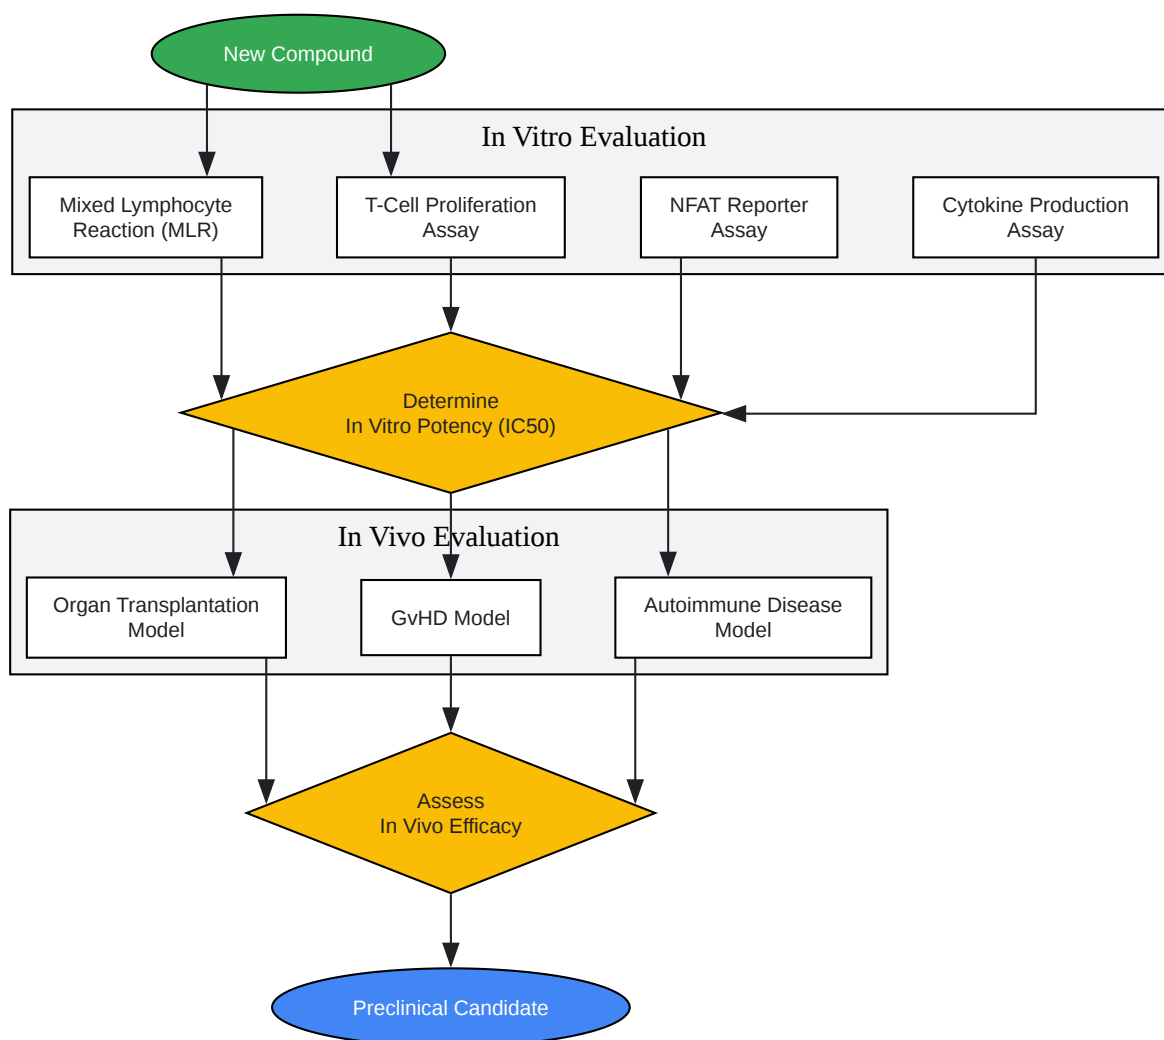 New Compound
In Vitro Evaluation
Mixed Lymphocyte
Reaction (MLR)
T-Cell Proliferation
Assay
NFAT Reporter
Assay
Cytokine Production
Assay
Determine
In Vitro Potency (IC50)
In Vivo Evaluation
Organ Transplantation
Model
GvHD Model
Autoimmune Disease
Model
Assess
In Vivo Efficacy
Preclinical Candidate